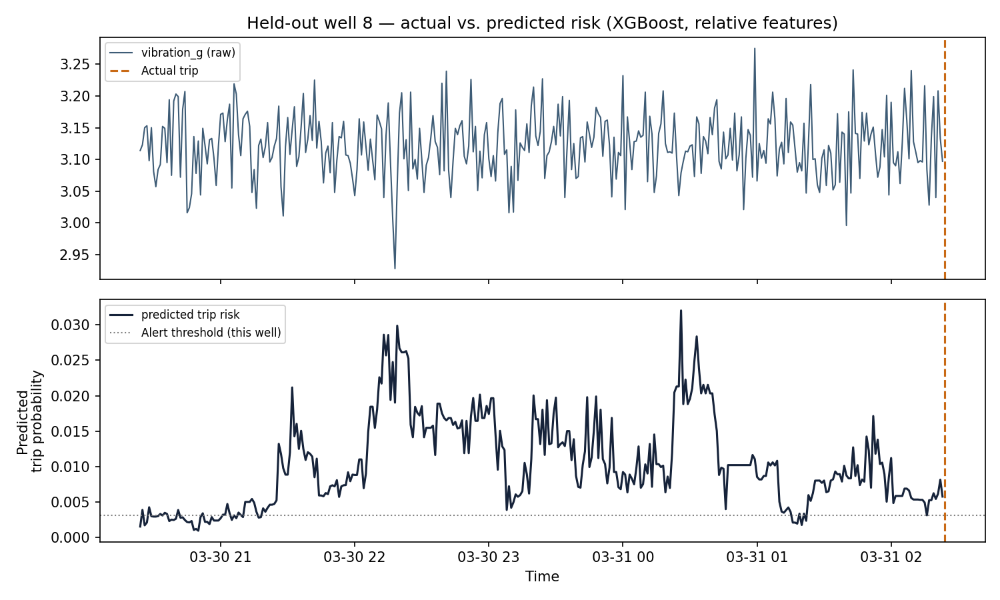 Held-out well 8 — actual vs. predicted risk (XGBoost, relative features)
vibration_g (raw)
Actual trip
3.25
3.20
3.15
3.10
3.05
3.00
2.95
predicted trip risk
Alert threshold (this well)
Predicted
trip probability
0.030
0.025
0.020
0.015
0.010
0.005
0.000
03-30 21
03-30 22
03-30 23
03-31 00
03-31 01
03-31 02
Time